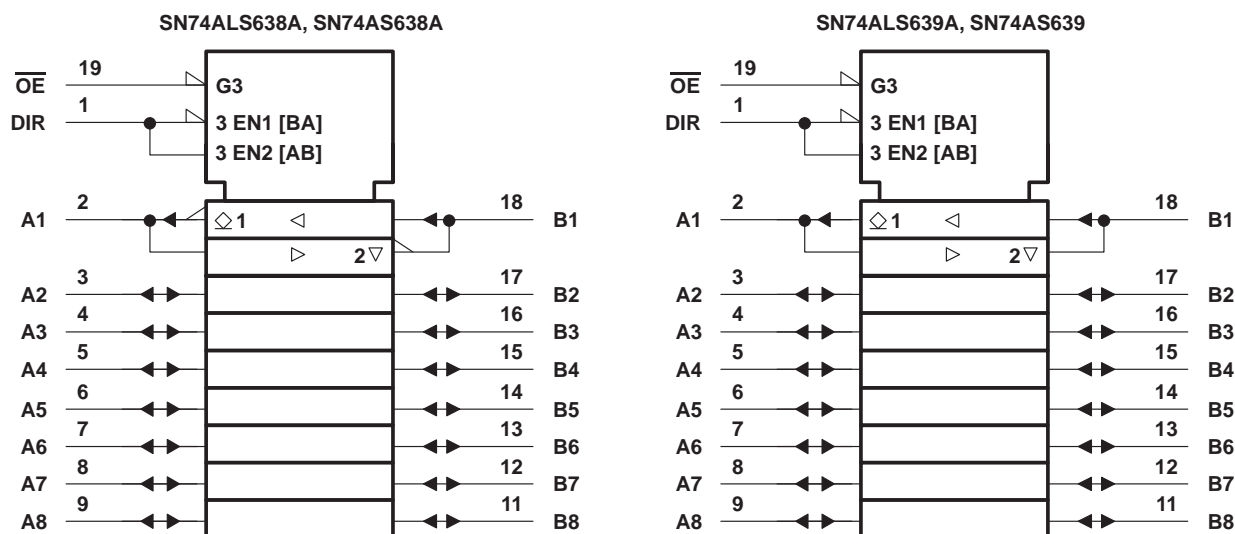 SN74ALS638A, SN74AS638A
OE 19 G3
DIR 1 3 EN1 [BA]
3 EN2 [AB]
A1 2 1 18 B1
2
A2 3 17 B2
A3 4 16 B3
A4 5 15 B4
A5 6 14 B5
A6 7 13 B6
A7 8 12 B7
A8 9 11 B8
SN74ALS639A, SN74AS639
OE 19 G3
DIR 1 3 EN1 [BA]
3 EN2 [AB]
A1 2 1 18 B1
2
A2 3 17 B2
A3 4 16 B3
A4 5 15 B4
A5 6 14 B5
A6 7 13 B6
A7 8 12 B7
A8 9 11 B8